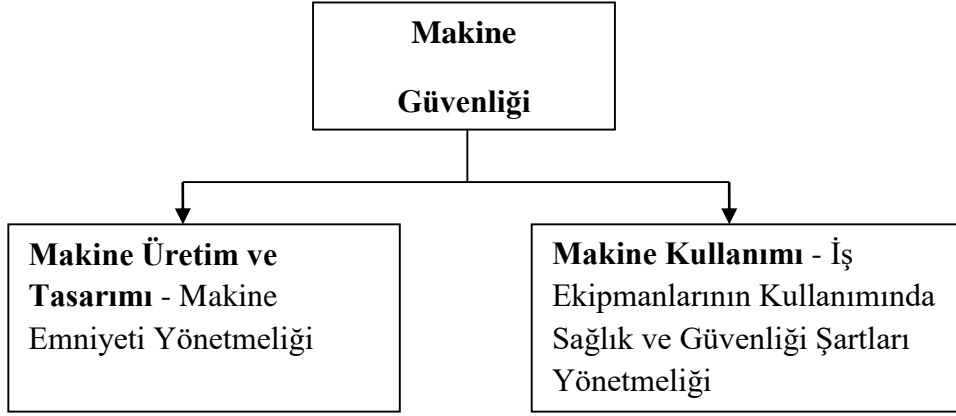 Makine
Güvenliği
Makine Üretim ve
Tasarımı - Makine
Emniyeti Yönetmeliği
Makine Kullanımı - İş
Ekipmanlarının Kullanımında
Sağlık ve Güvenliği Şartları
Yönetmeliği